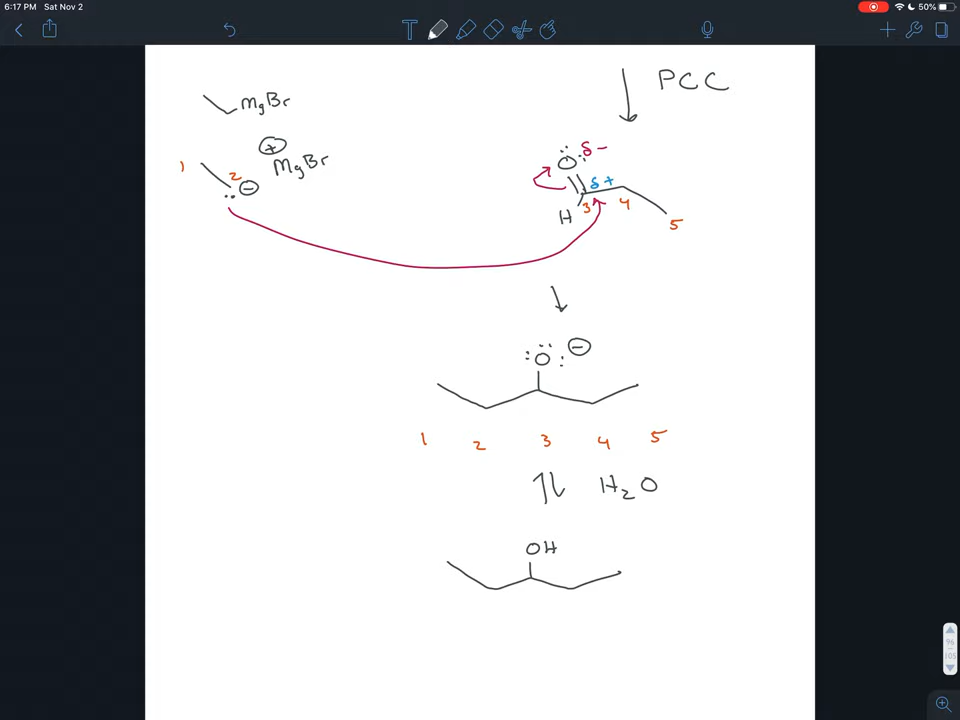 6:17 PM Sat Nov 2
50%
T
PCC
MgBr
+
MgBr
1
2
−
:Ö: δ−
δ+
H
3
4
5
:Ö: −
1 2 3 4 5
H₂O
OH
%
105